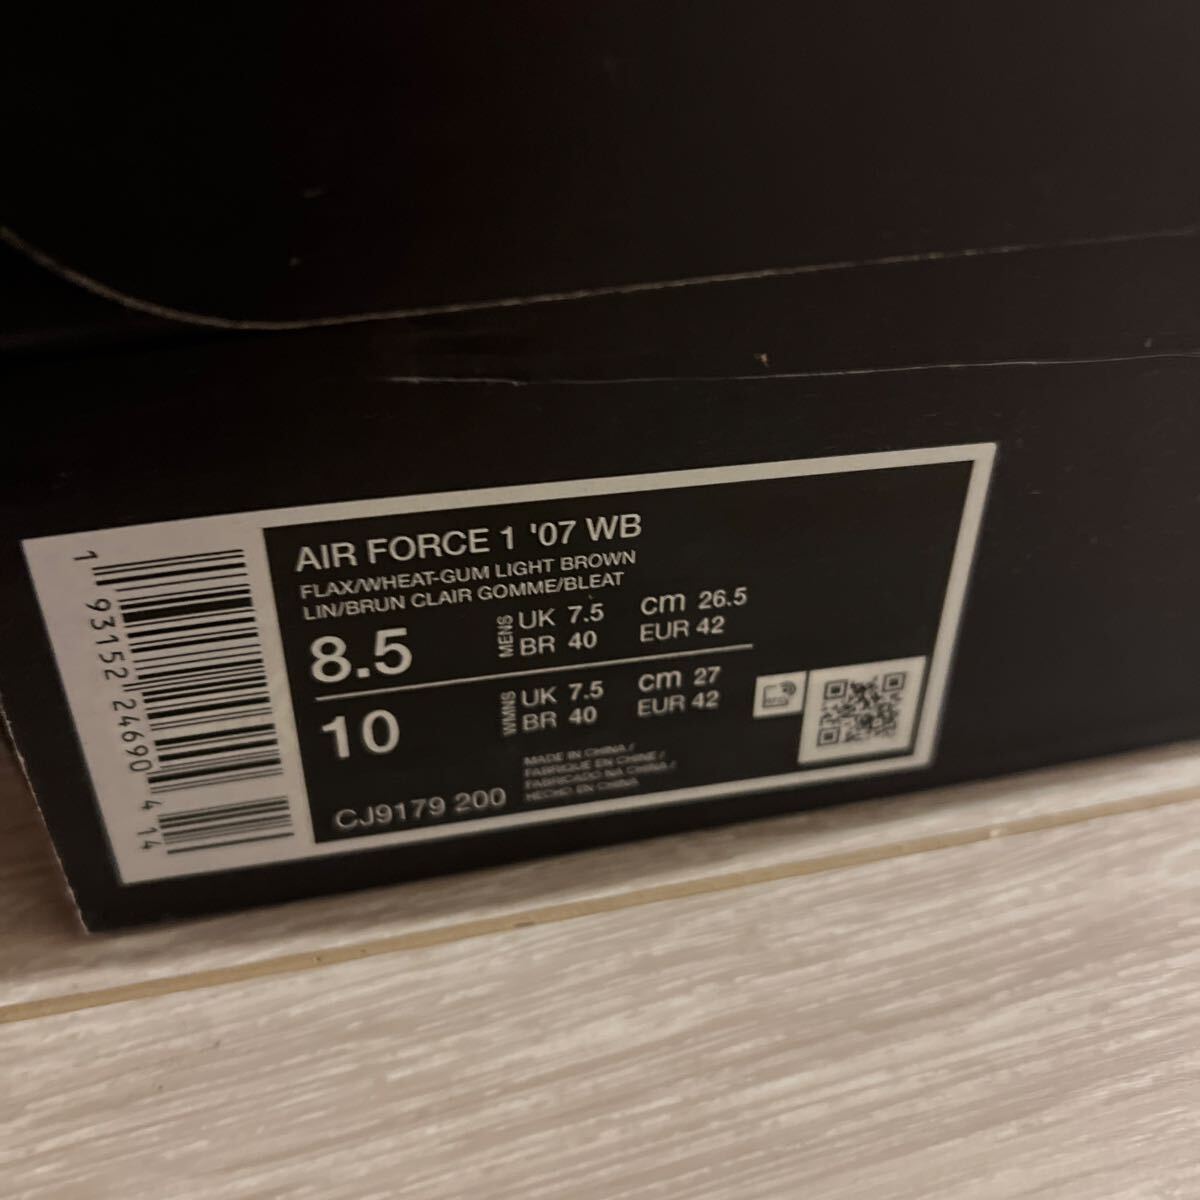 AIR FORCE 1 '07 WB
FLAX/WHEAT-GUM LIGHT BROWN
LIN/BRUN CLAIR GOMME/BLEAT
8.5
MENS
UK 7.5 cm 26.5
BR 40 EUR 42
10
WMNS
UK 7.5 cm 27
BR 40 EUR 42
MADE IN CHINA /
FABRIQUE EN CHINE /
FABRICADO NA CHINA /
HECHO EN CHINA
CJ9179 200
1 93152 24690 4 14